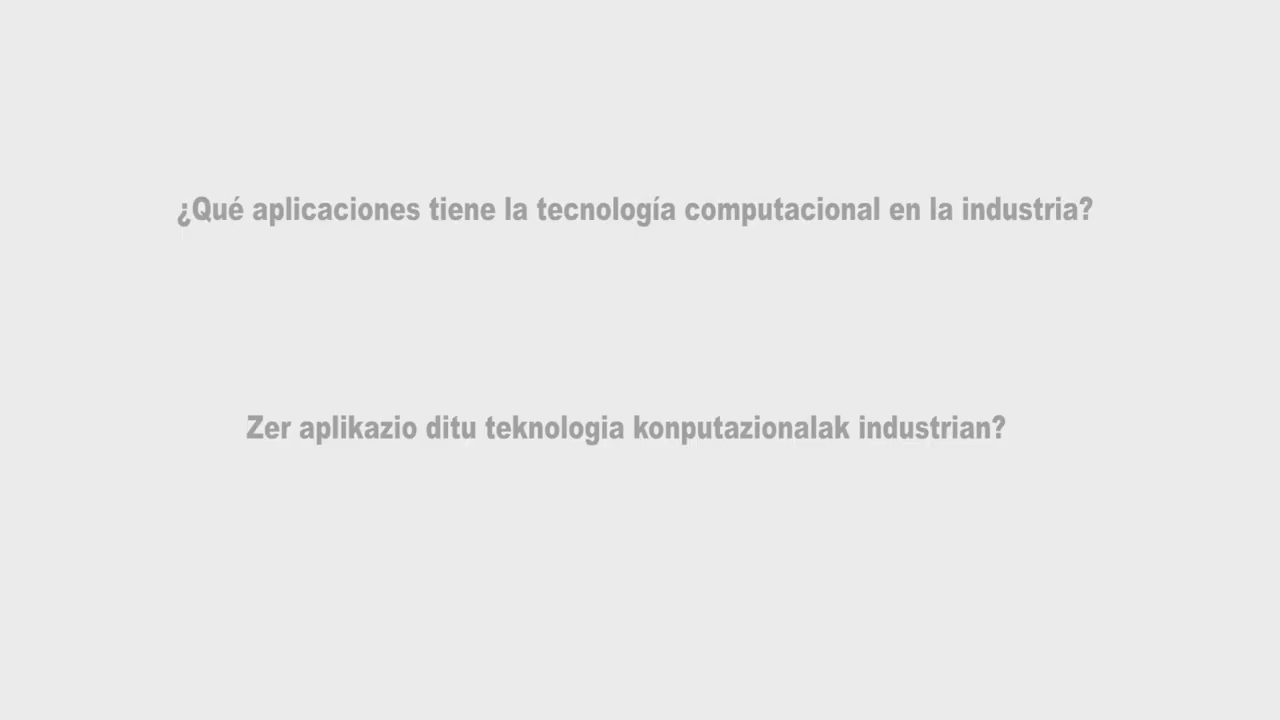 ¿Qué aplicaciones tiene la tecnología computacional en la industria?
Zer aplikazio ditu teknologia konputazionalak industrian?